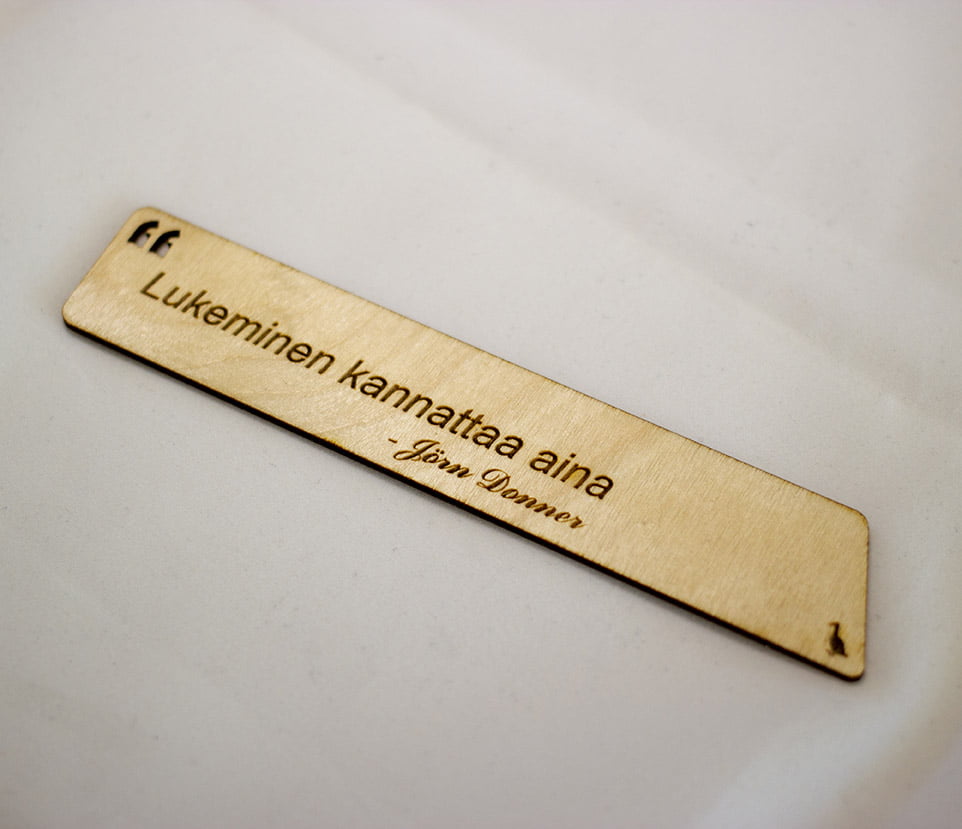 “
Lukeminen kannattaa aina
- Jörn Donner